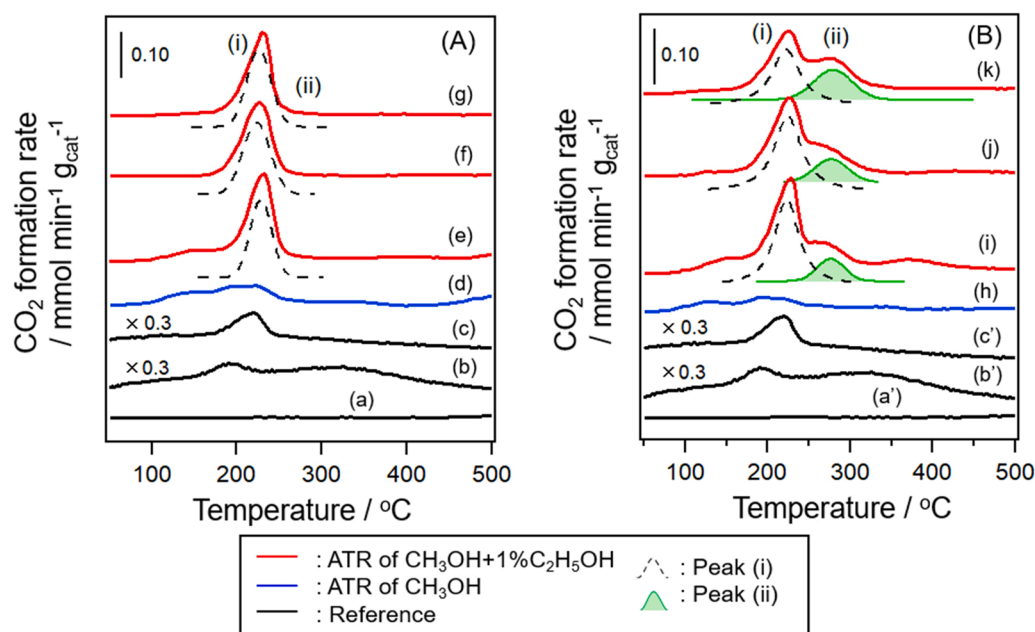 (A)
(i)
(ii)
0.10
(g)
(f)
(e)
(d)
× 0.3
(c)
× 0.3
(b)
(a)
CO₂ formation rate
/ mmol min⁻¹ g_cat⁻¹
100 200 300 400 500
Temperature / °C
(B)
(i)
(ii)
0.10
(k)
(j)
(i)
(h)
× 0.3
(c’)
× 0.3
(b’)
(a’)
CO₂ formation rate
/ mmol min⁻¹ g_cat⁻¹
100 200 300 400 500
Temperature / °C
: ATR of CH₃OH+1%C₂H₅OH
: ATR of CH₃OH
: Reference
: Peak (i)
: Peak (ii)